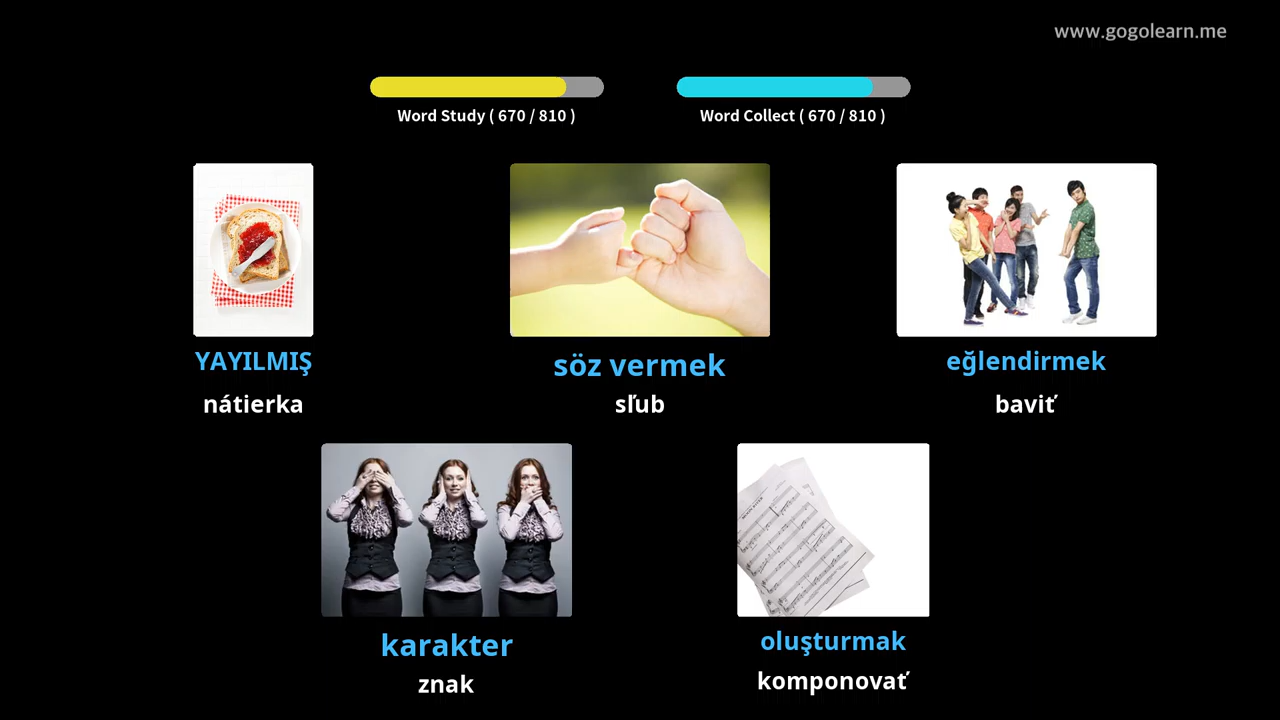 www.gogolearn.me
Word Study ( 670 / 810 )
Word Collect ( 670 / 810 )
YAYILMIŞ
nátierka
söz vermek
sľub
eğlendirmek
baviť
karakter
znak
oluşturmak
komponovať